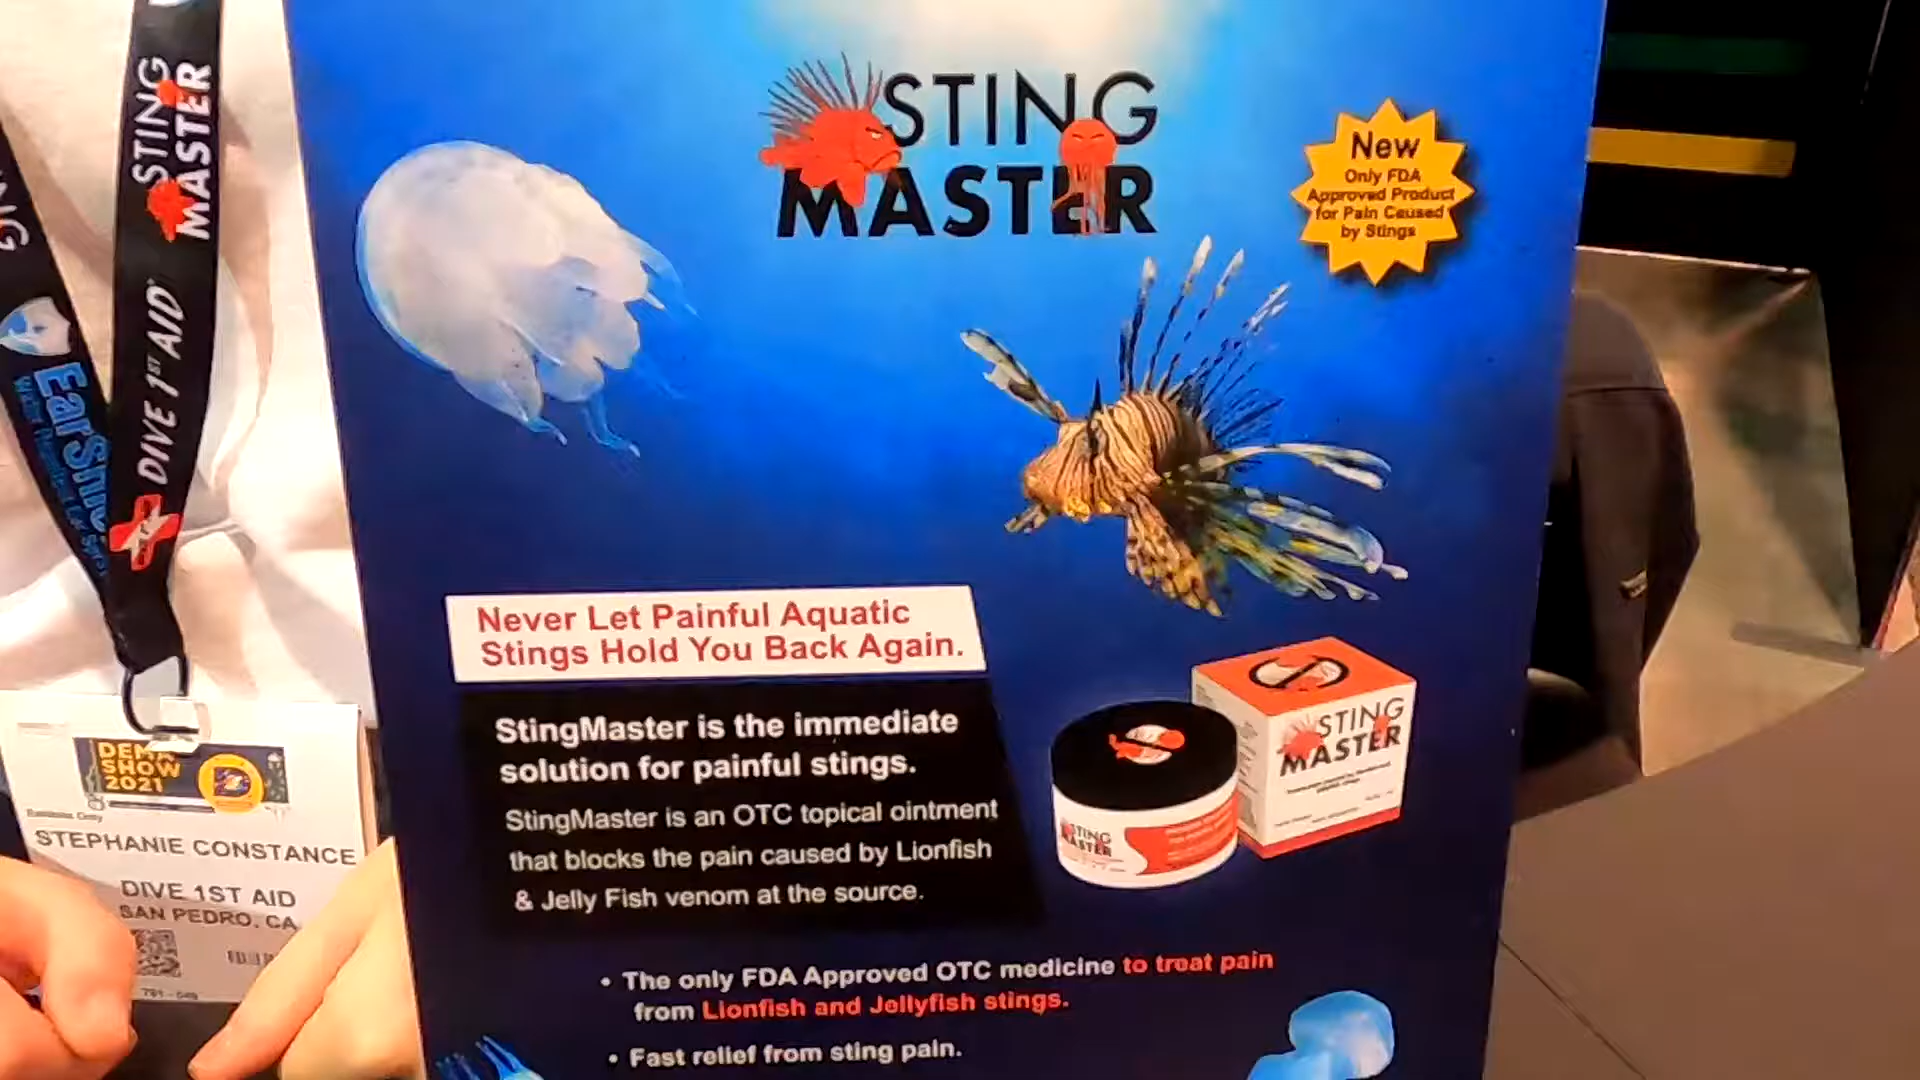 STING
MASTER
New
Only FDA
Approved Product
for Pain Caused
by Stings
Never Let Painful Aquatic
Stings Hold You Back Again.
StingMaster is the immediate
solution for painful stings.
StingMaster is an OTC topical ointment
that blocks the pain caused by Lionfish
& Jelly Fish venom at the source.
STING
MASTER
STING
MASTER
• The only FDA Approved OTC medicine to treat pain
from Lionfish and Jellyfish stings.
• Fast relief from sting pain.
STING
MASTER
DIVE 1ST AID
EarShield
DEMA
SHOW
2021
Exhibits Only
STEPHANIE CONSTANCE
DIVE 1ST AID
SAN PEDRO, CA